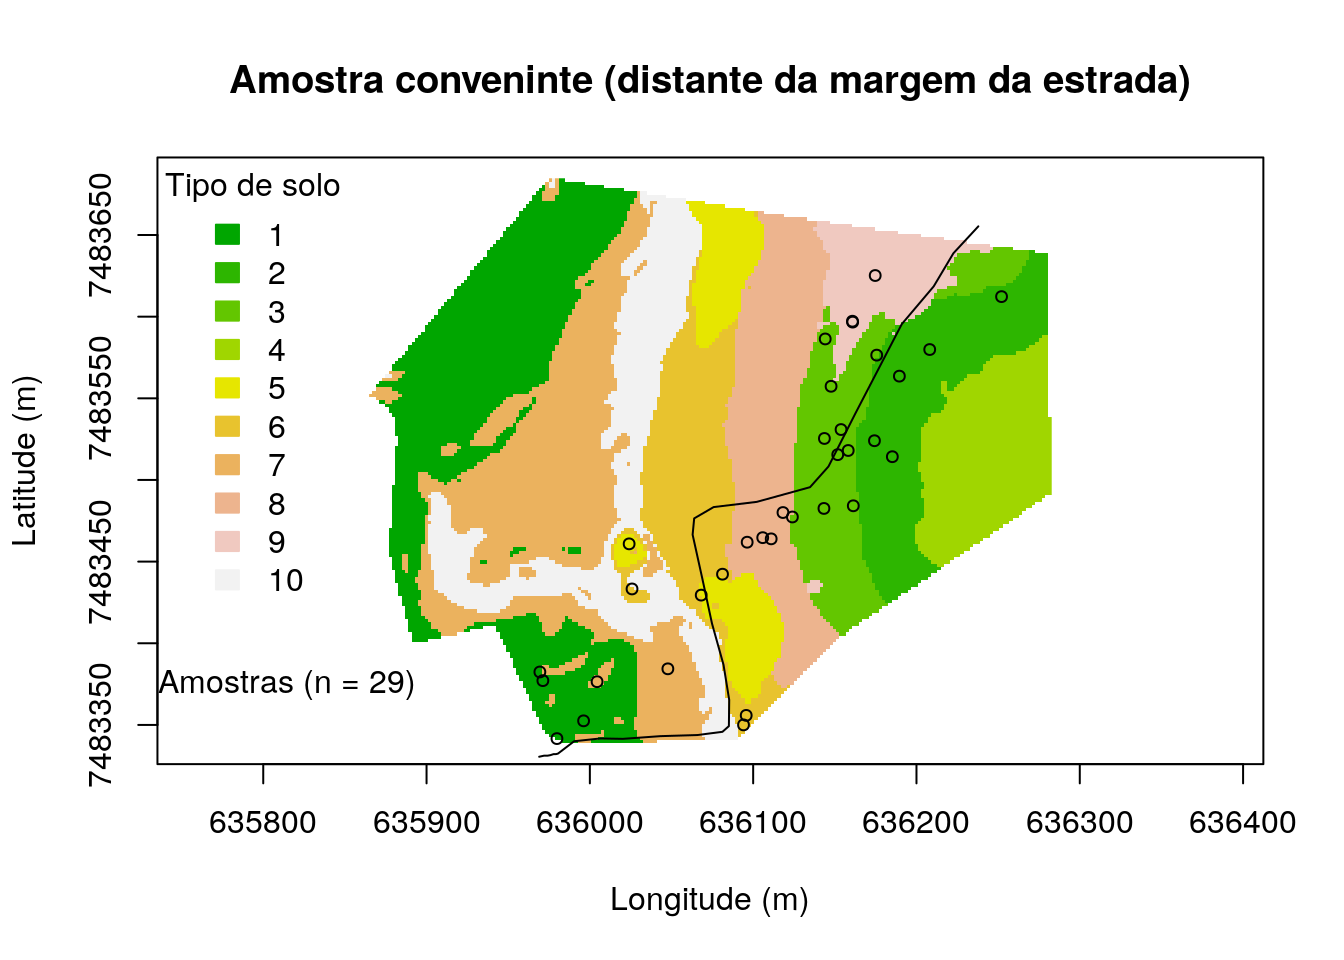 Amostra conveninte (distante da margem da estrada)
Tipo de solo
1
2
3
4
5
6
7
8
9
10
Amostras (n = 29)
Latitude (m)
7483650
7483550
7483450
7483350
635800 635900 636000 636100 636200 636300 636400
Longitude (m)